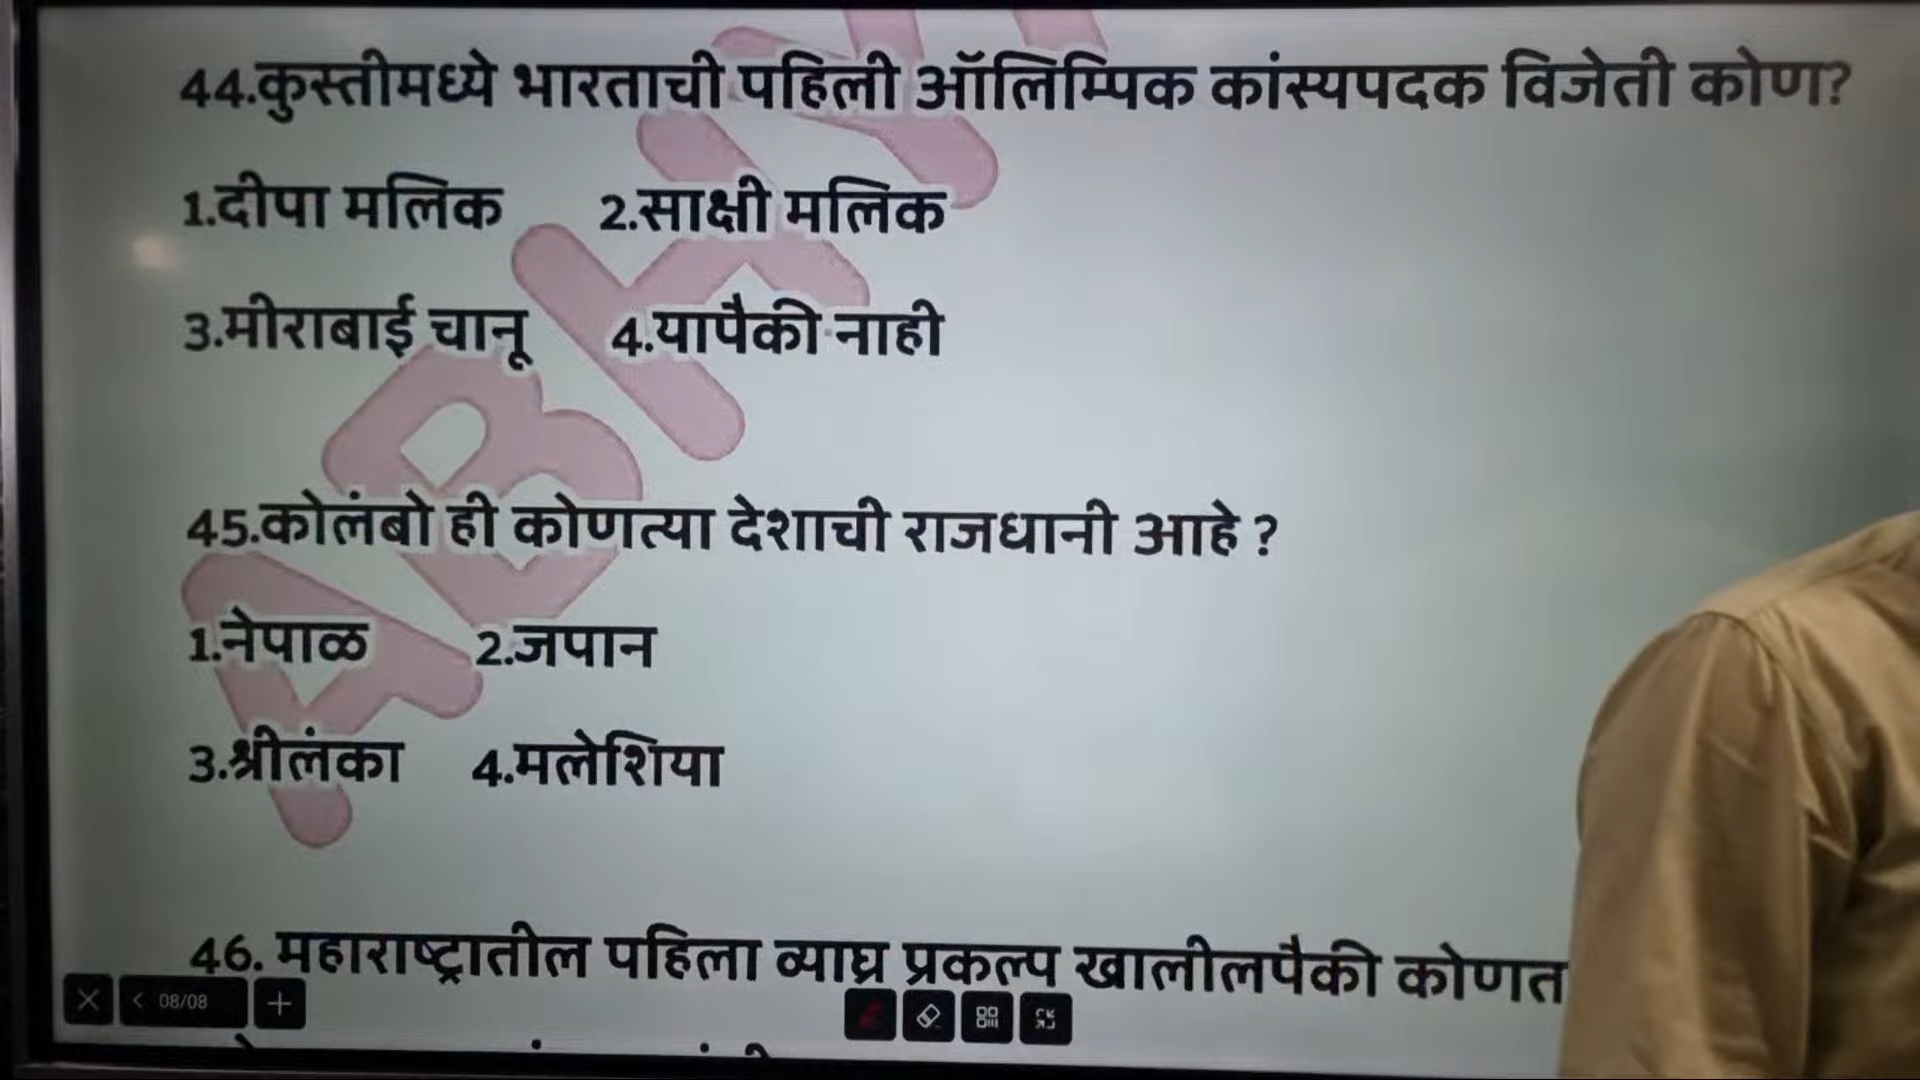 44.कुस्तीमध्ये भारताची पहिली ऑलिम्पिक कांस्यपदक विजेती कोण?
1.दीपा मलिक 2.साक्षी मलिक
3.मीराबाई चानू 4.यापैकी नाही
45.कोलंबो ही कोणत्या देशाची राजधानी आहे ?
1.नेपाळ 2.जपान
3.श्रीलंका 4.मलेशिया
46. महाराष्ट्रातील पहिला व्याघ्र प्रकल्प खालीलपैकी
08/08